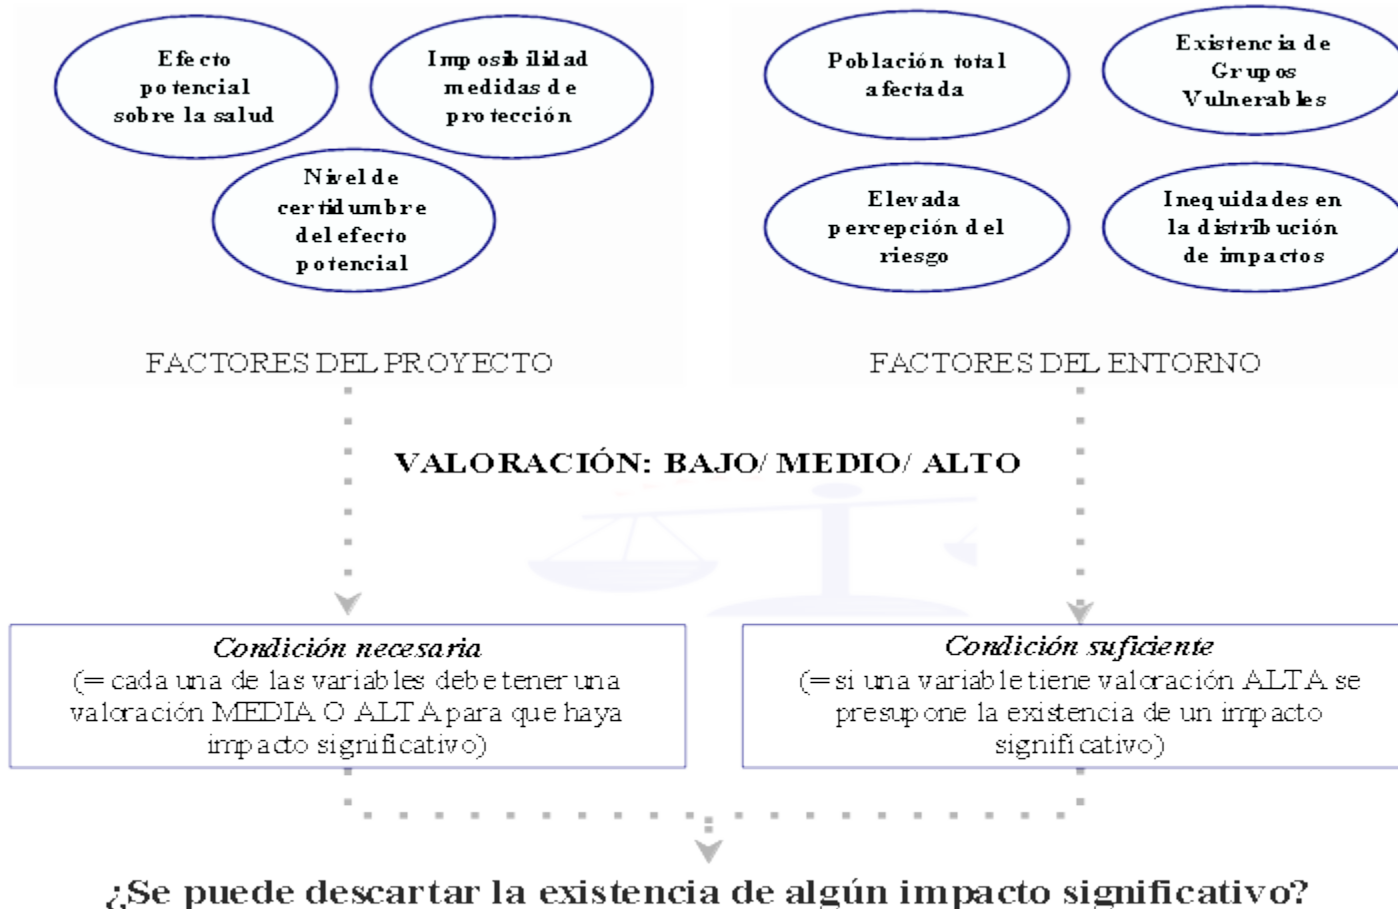 Efecto
potencial
sobre la salud
Imposibilidad
medidas de
protección
Nivel de
certidumbre
del efecto
potencial
Población total
afectada
Existencia de
Grupos
Vulnerables
Elevada
percepción del
riesgo
Inequidades en
la distribución
de impactos
FACTORES DEL PROYECTO
FACTORES DEL ENTORNO
VALORACIÓN: BAJO/ MEDIO/ ALTO
Condición necesaria
(= cada una de las variables debe tener una
valoración MEDIA O ALTA para que haya
impacto significativo)
Condición suficiente
(= si una variable tiene valoración ALTA se
presupone la existencia de un impacto
significativo)
¿Se puede descartar la existencia de algún impacto significativo?